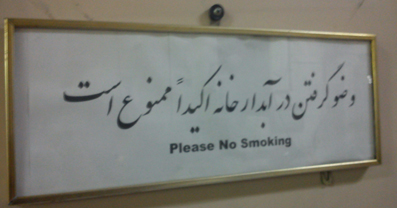 وضو گرفتن در آبدارخانه اکیداً ممنوع است
Please No Smoking